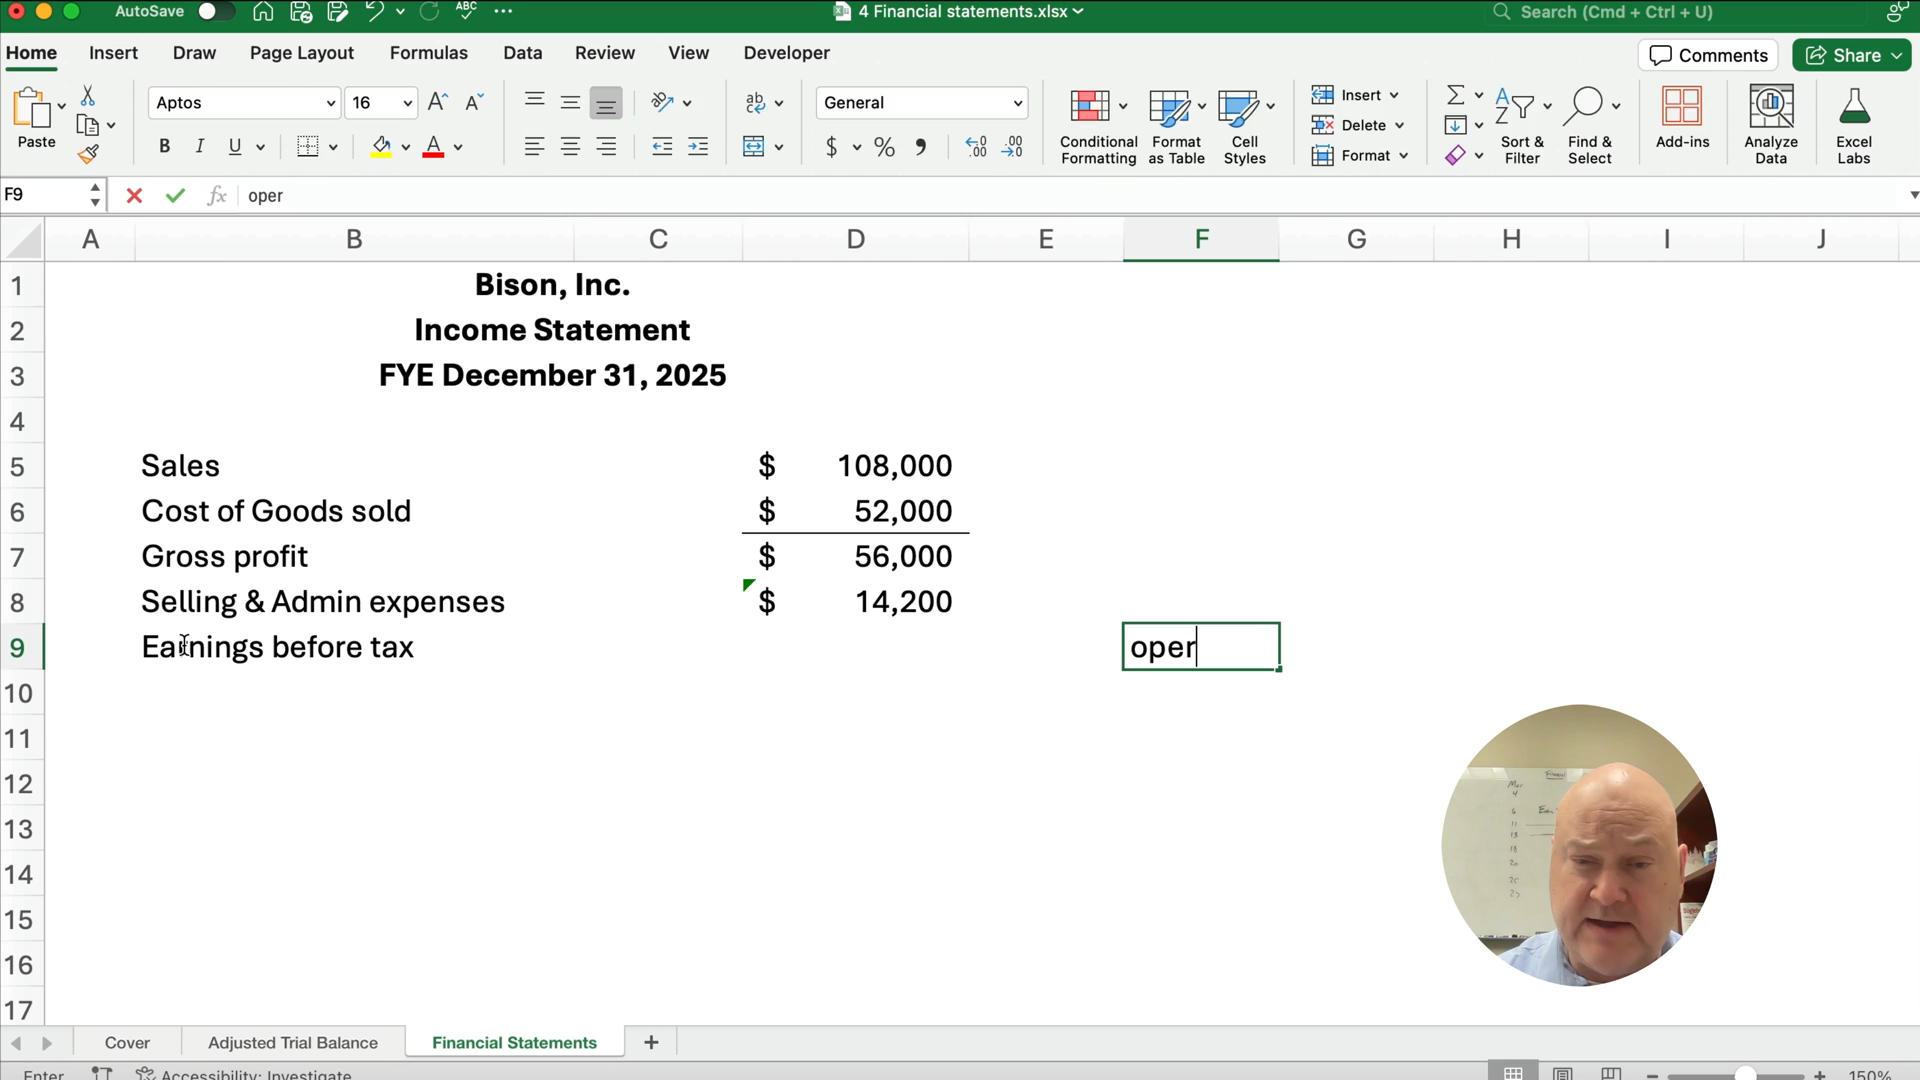 AutoSave
ABC
4 Financial statements.xlsx
Search (Cmd + Ctrl + U)
Home Insert Draw Page Layout Formulas Data Review View Developer
Comments Share
Paste
Aptos 16
B I U
General
$ % 9
Conditional Formatting
Format as Table
Cell Styles
Insert
Delete
Format
Sort & Filter
Find & Select
Add-ins
Analyze Data
Excel Labs
F9 fx oper
A B C D E F G H I J
1 Bison, Inc.
2 Income Statement
3 FYE December 31, 2025
4
5 Sales $ 108,000
6 Cost of Goods sold $ 52,000
7 Gross profit $ 56,000
8 Selling & Admin expenses $ 14,200
9 Earnings before tax oper
10
11
12
13
14
15
16
17
Cover Adjusted Trial Balance Financial Statements +
Enter Accessibility: Investigate 150%